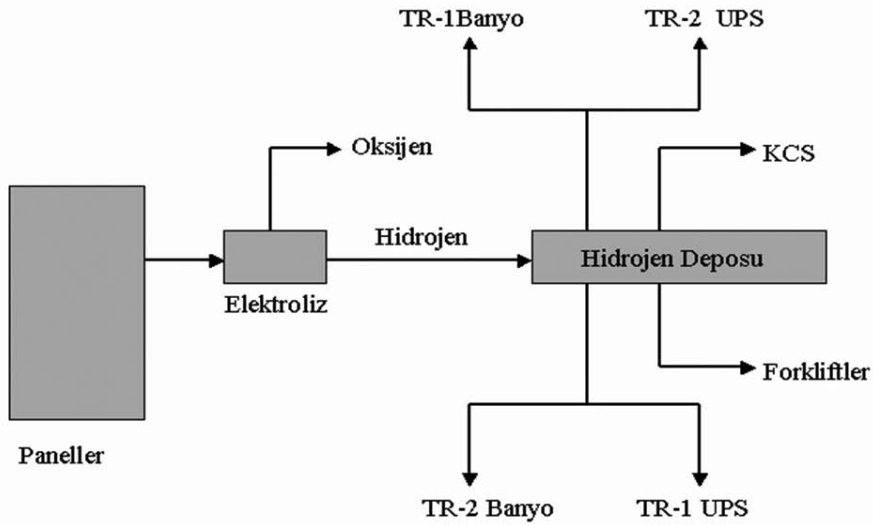 TR-1Banyo
TR-2 UPS
Oksijen
KCS
Hidrojen
Hidrojen Deposu
Elektroliz
Forkliftler
Paneller
TR-2 Banyo
TR-1 UPS